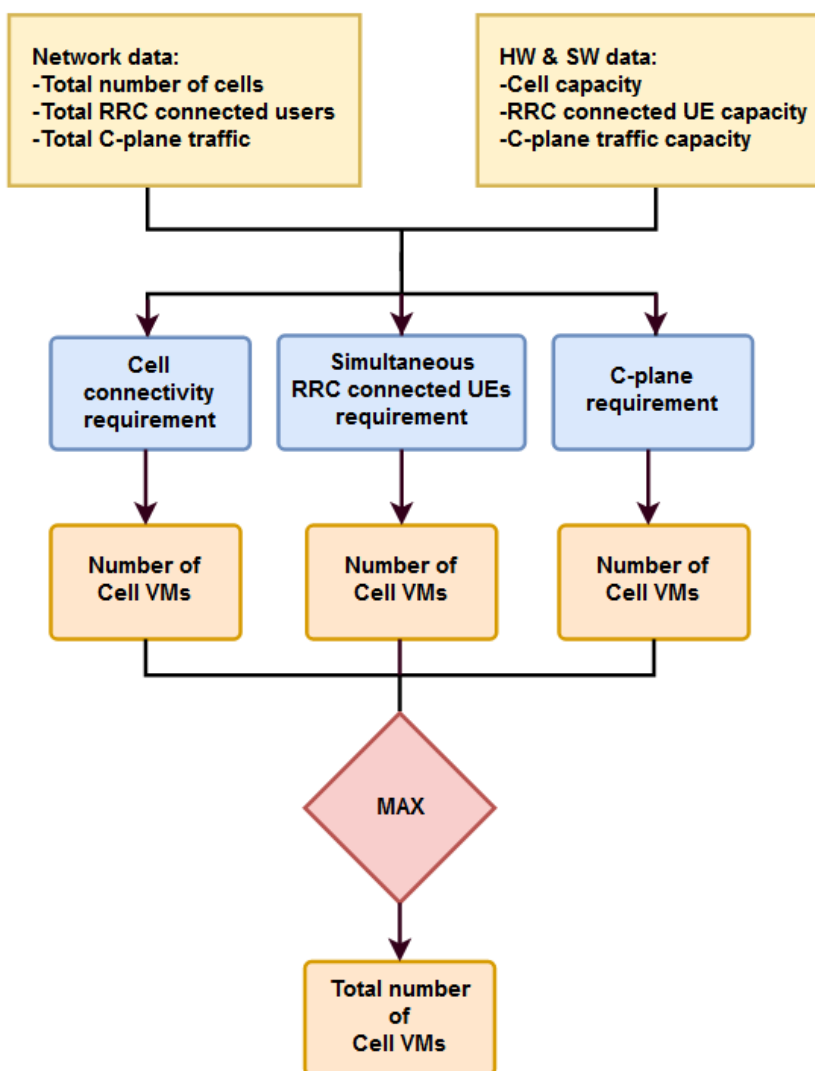 Network data:
-Total number of cells
-Total RRC connected users
-Total C-plane traffic
HW & SW data:
-Cell capacity
-RRC connected UE capacity
-C-plane traffic capacity
Cell
connectivity
requirement
Simultaneous
RRC connected UEs
requirement
C-plane
requirement
Number of
Cell VMs
Number of
Cell VMs
Number of
Cell VMs
MAX
Total number
of
Cell VMs